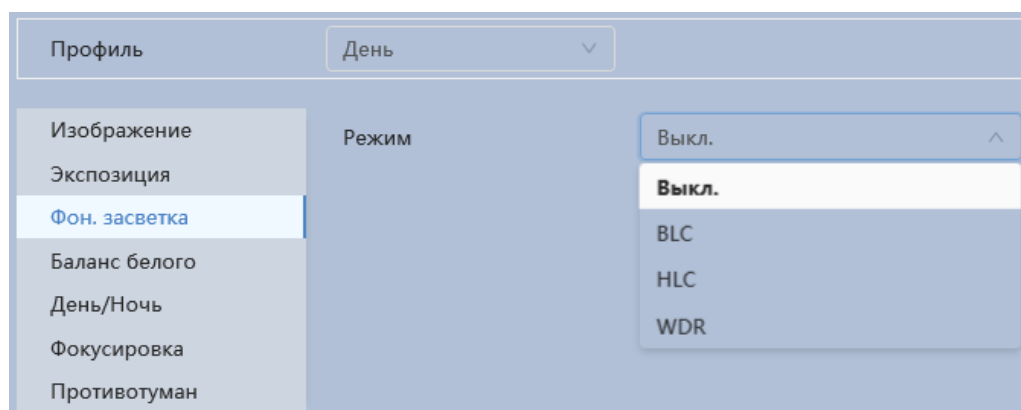 Профиль День
Изображение Режим Выкл.
Экспозиция
Выкл.
Фон. засветка
BLC
Баланс белого
HLC
День/Ночь
WDR
Фокусировка
Противотуман